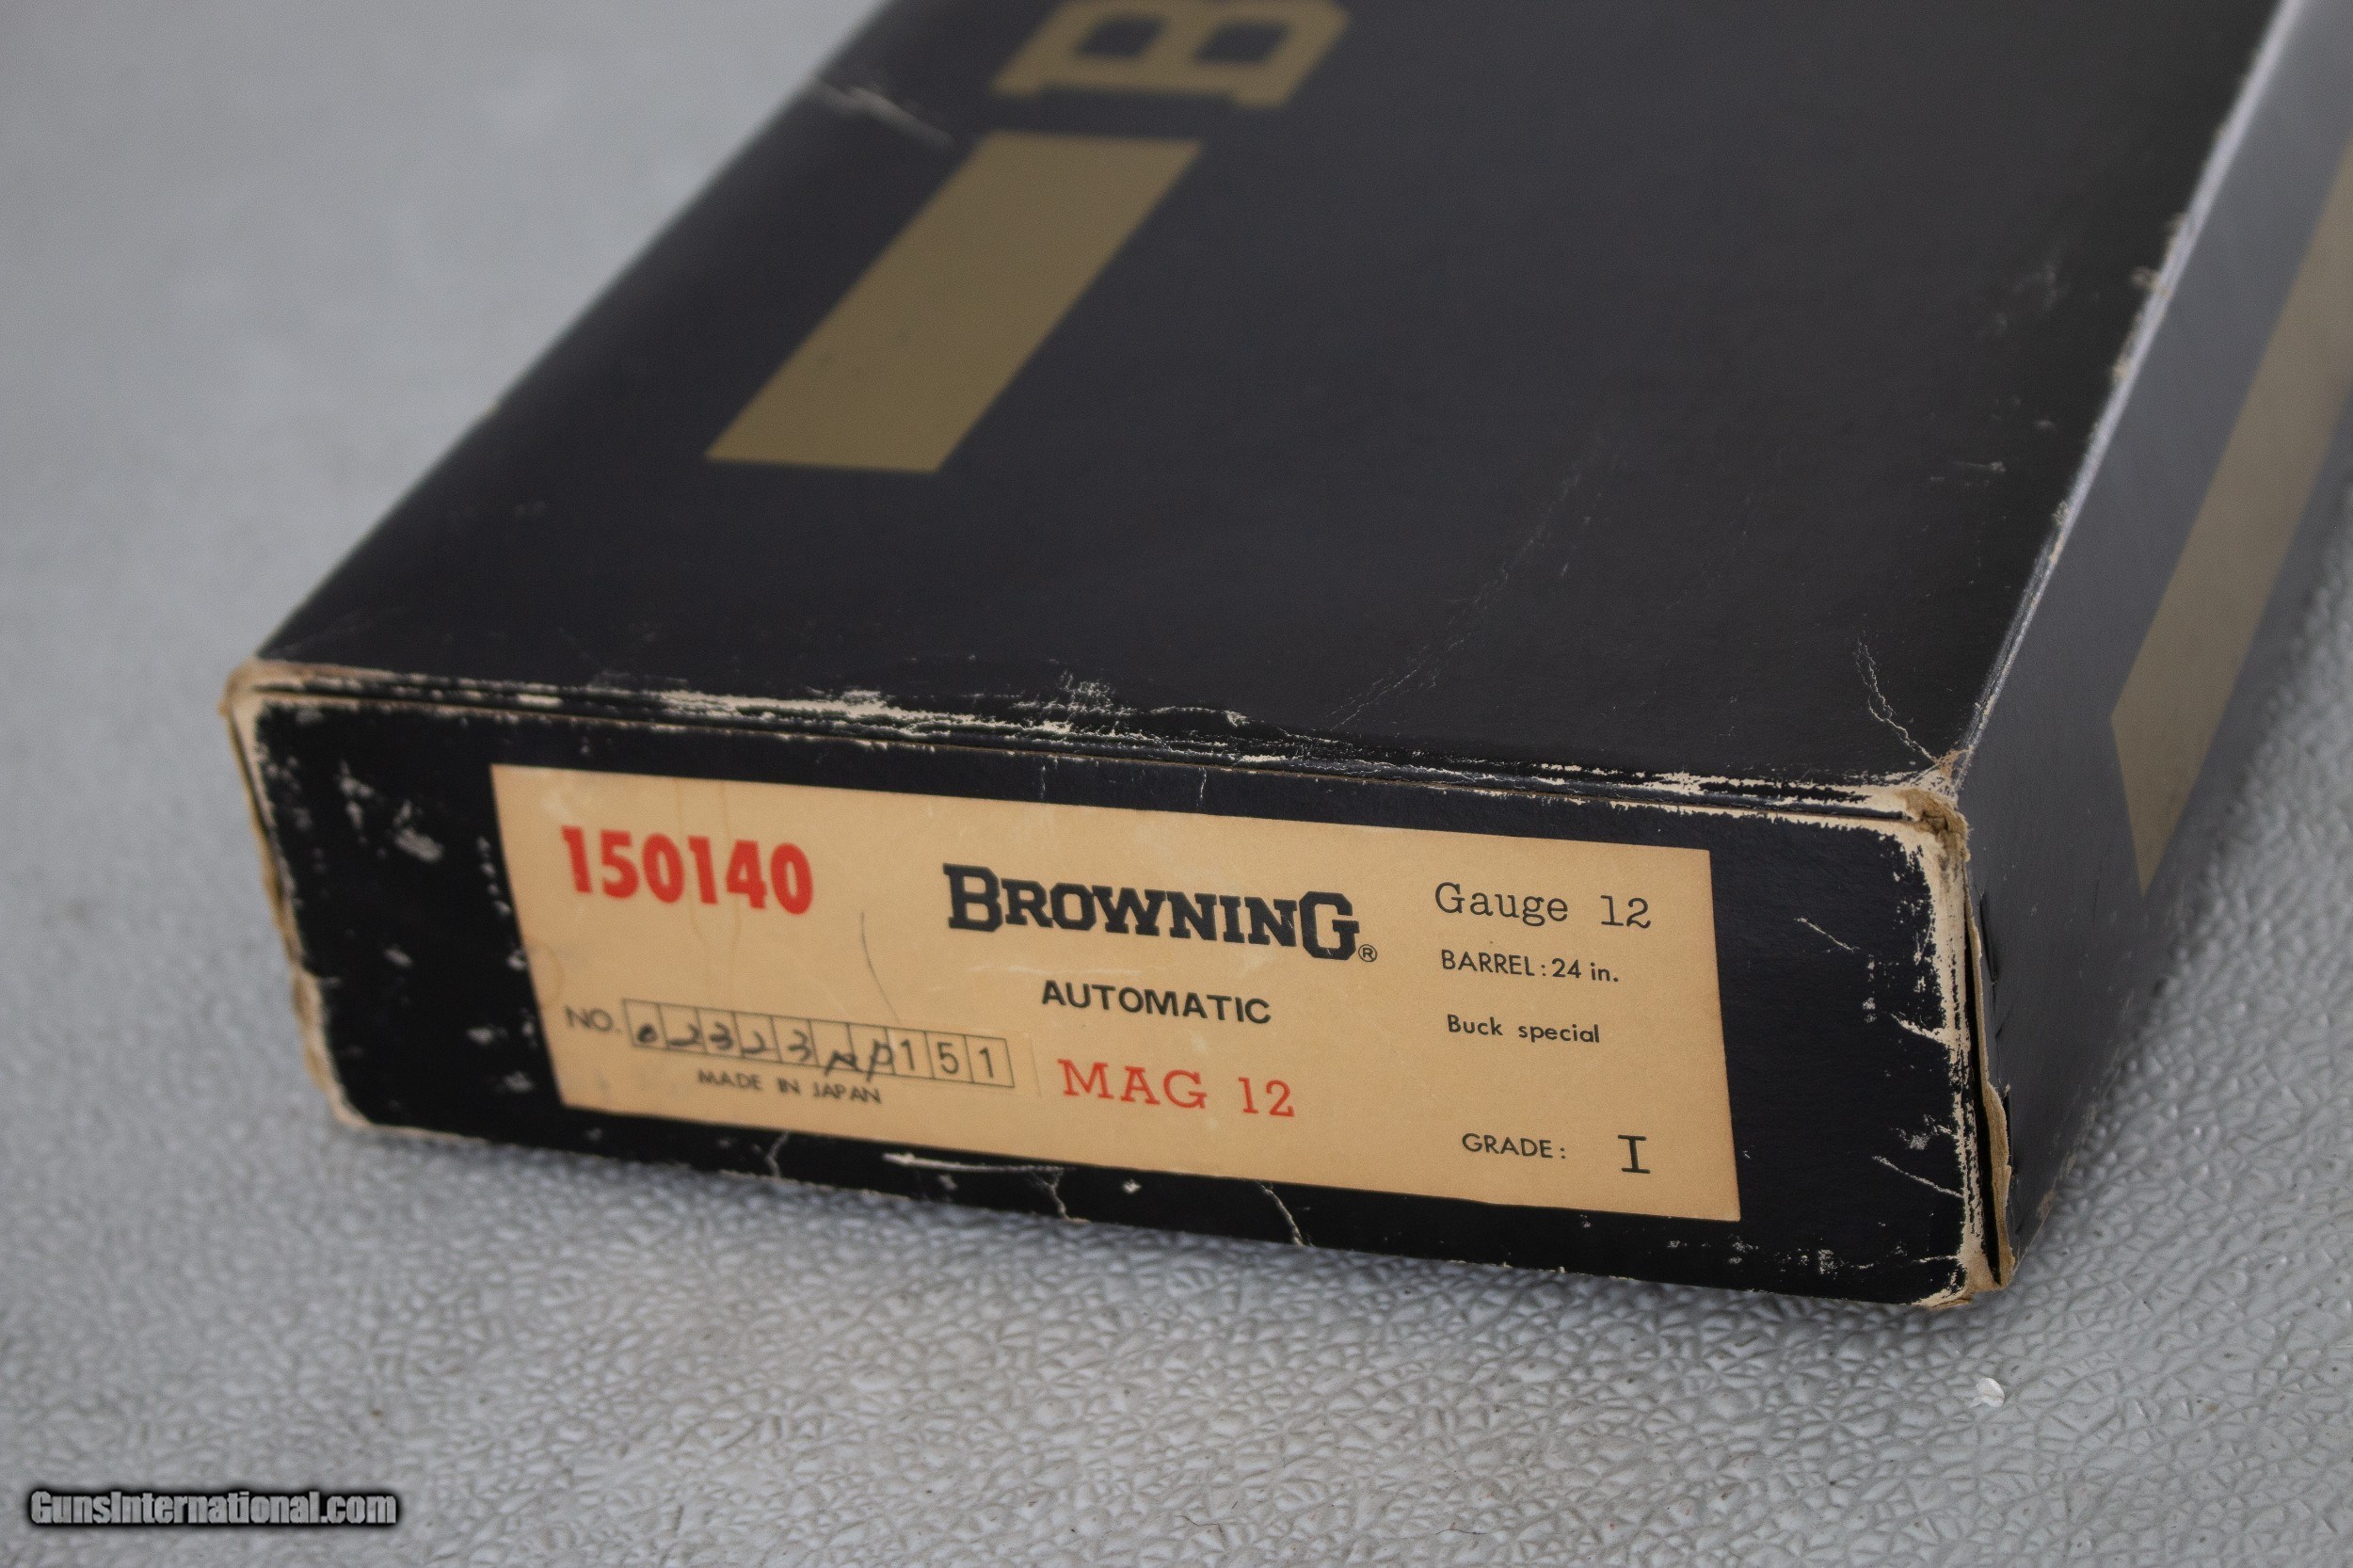 B
150140
BROWNING®
AUTOMATIC
MAG 12
Gauge 12
BARREL: 24 in.
Buck special
GRADE: I
NO. 02323NP151
MADE IN JAPAN
GunsInternational.com